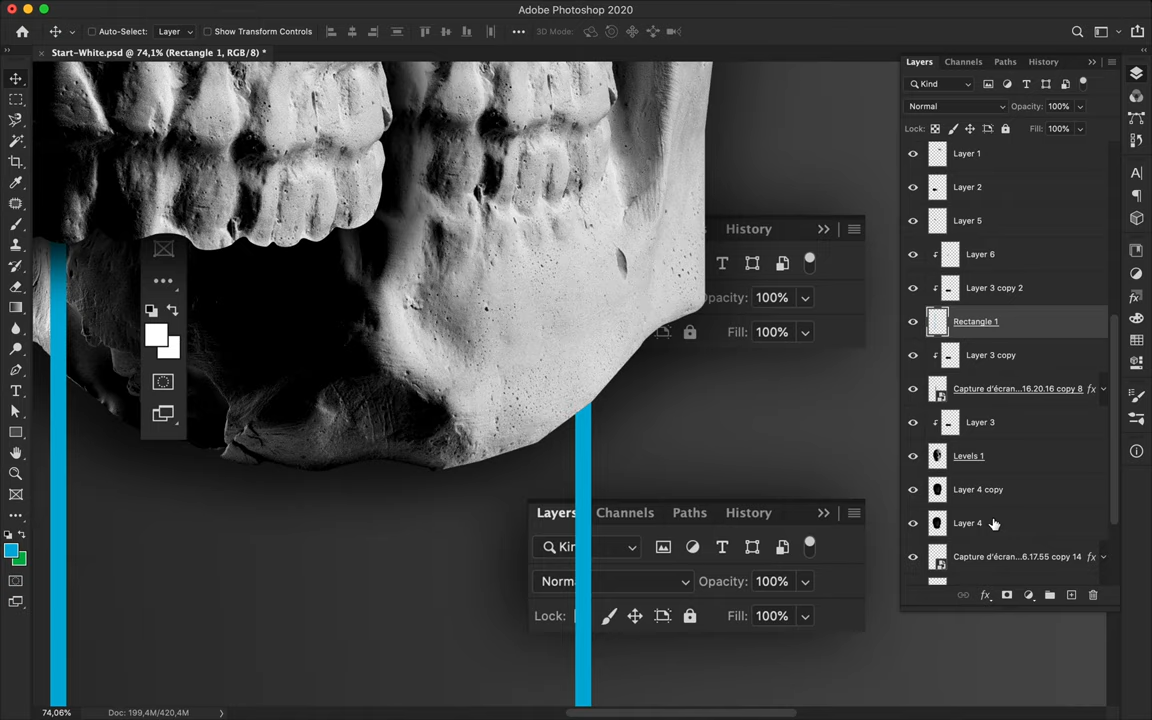 Adobe Photoshop 2020
Auto-Select: Layer Show Transform Controls 3D Mode:
Start-White.psd @ 74,1% (Rectangle 1, RGB/8) *
Layers Channels Paths History
Kind
Normal Opacity: 100%
Lock: Fill: 100%
Layer 1
Layer 2
Layer 5
Layer 6
Layer 3 copy 2
Rectangle 1
Layer 3 copy
Capture d'écran...16.20.16 copy 8 fx
Layer 3
Levels 1
Layer 4 copy
Layer 4
Capture d'écran...6.17.55 copy 14 fx
fx
s History
T
Opacity: 100%
Fill: 100%
Layers Channels Paths History
Kin T
Norma Opacity: 100%
Lock: Fill: 100%
74,06% Doc: 199,4M/420,4M